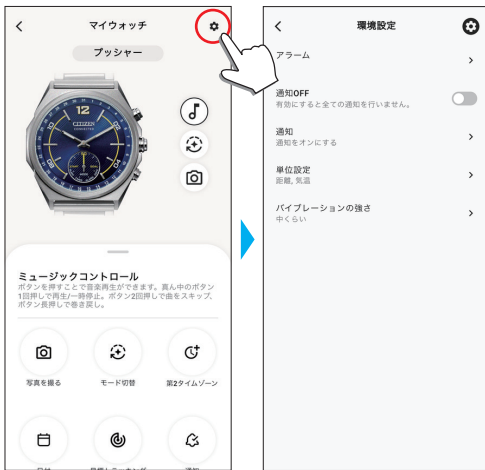 マイウォッチ
プッシャー
12
CITIZEN
CONNECTED
ミュージックコントロール
ボタンを押すことで音楽再生ができます。真ん中のボタン
1回押しで再生/一時停止。ボタン2回押しで曲をスキップ、
ボタン長押しで巻き戻し。
写真を撮る
モード切替
第2タイムゾーン
環境設定
アラーム
通知OFF
有効にすると全ての通知を行いません。
通知
通知をオンにする
単位設定
距離, 気温
バイブレーションの強さ
中くらい